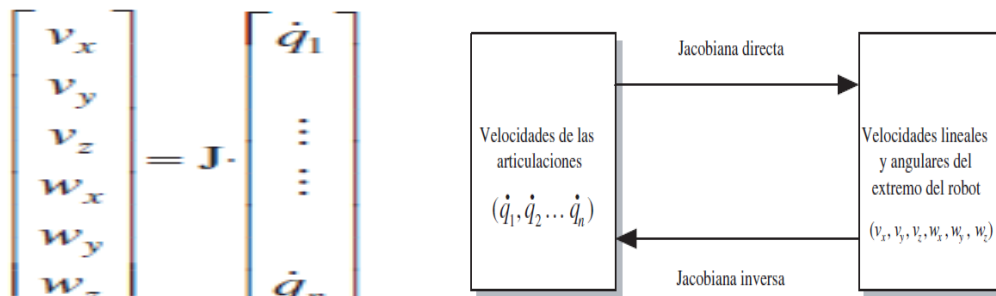 v_x
v_y
v_z
w_x
w_y
w_z
= J·
q̇_1
⋮
⋮
q̇_n
Jacobiana directa
Velocidades de las
articulaciones
(q̇_1, q̇_2 … q̇_n)
Velocidades lineales
y angulares del
extremo del robot
(v_x, v_y, v_z, w_x, w_y, w_z)
Jacobiana inversa